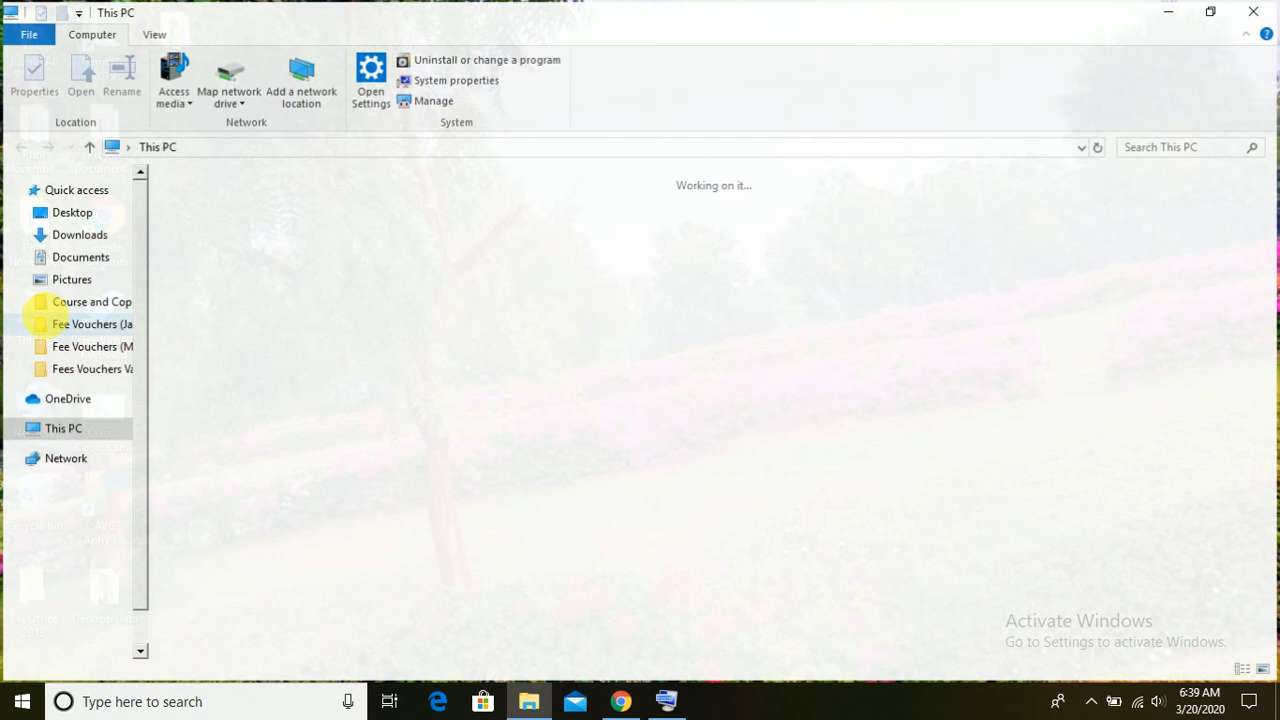 This PC
File
Computer
View
Properties
Open
Rename
Access media
Map network drive
Add a network location
Open Settings
Uninstall or change a program
System properties
Manage
Location
Network
System
This PC
Search This PC
Working on it...
Quick access
Desktop
Downloads
Documents
Pictures
Course and Cop
Fee Vouchers (Ja
Fee Vouchers (M
Fees Vouchers Va
OneDrive
This PC
Network
Activate Windows
Go to Settings to activate Windows.
Type here to search
:39 AM
3/20/2020